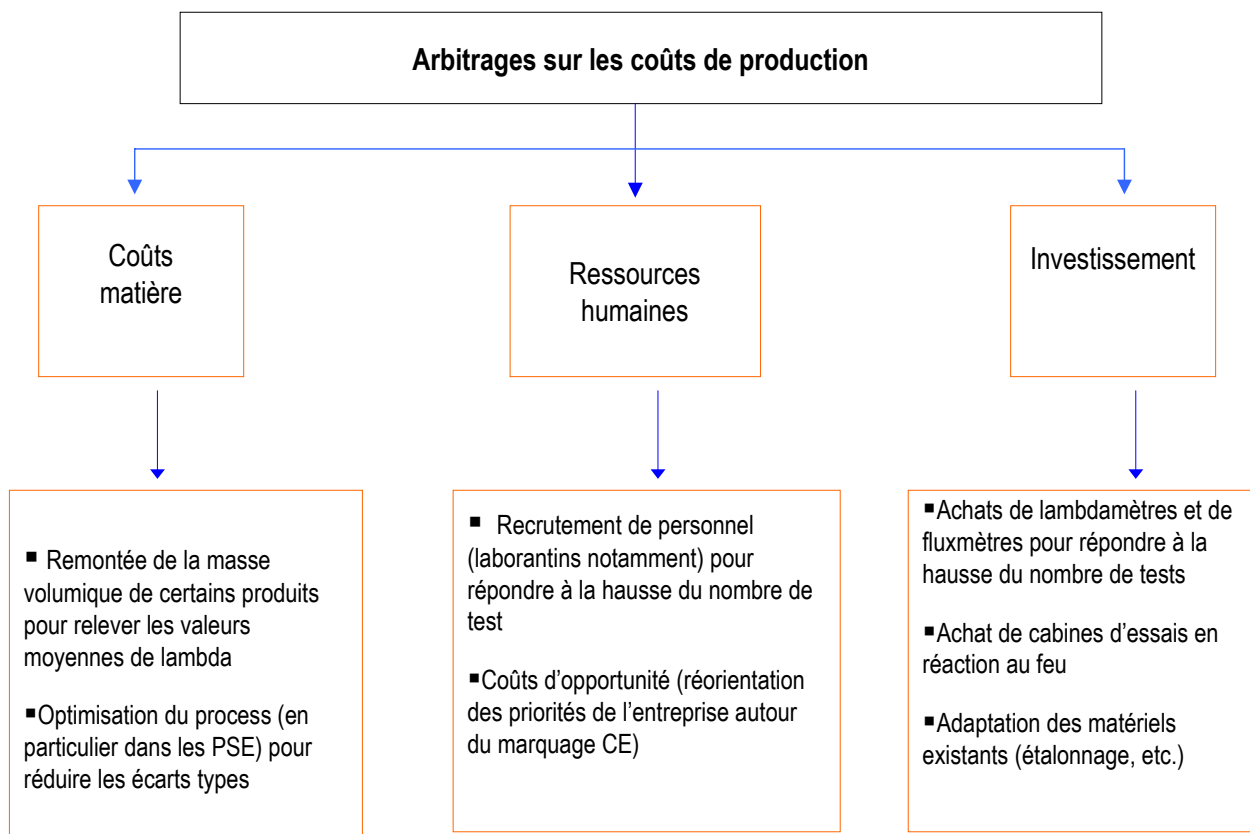 Arbitrages sur les coûts de production
Coûts
matière
Ressources
humaines
Investissement
▪ Remontée de la masse
volumique de certains produits
pour relever les valeurs
moyennes de lambda
▪Optimisation du process (en
particulier dans les PSE) pour
réduire les écarts types
▪ Recrutement de personnel
(laborantins notamment) pour
répondre à la hausse du nombre de
test
▪Coûts d’opportunité (réorientation
des priorités de l’entreprise autour
du marquage CE)
▪Achats de lambdamètres et de
fluxmètres pour répondre à la
hausse du nombre de tests
▪Achat de cabines d’essais en
réaction au feu
▪Adaptation des matériels
existants (étalonnage, etc.)